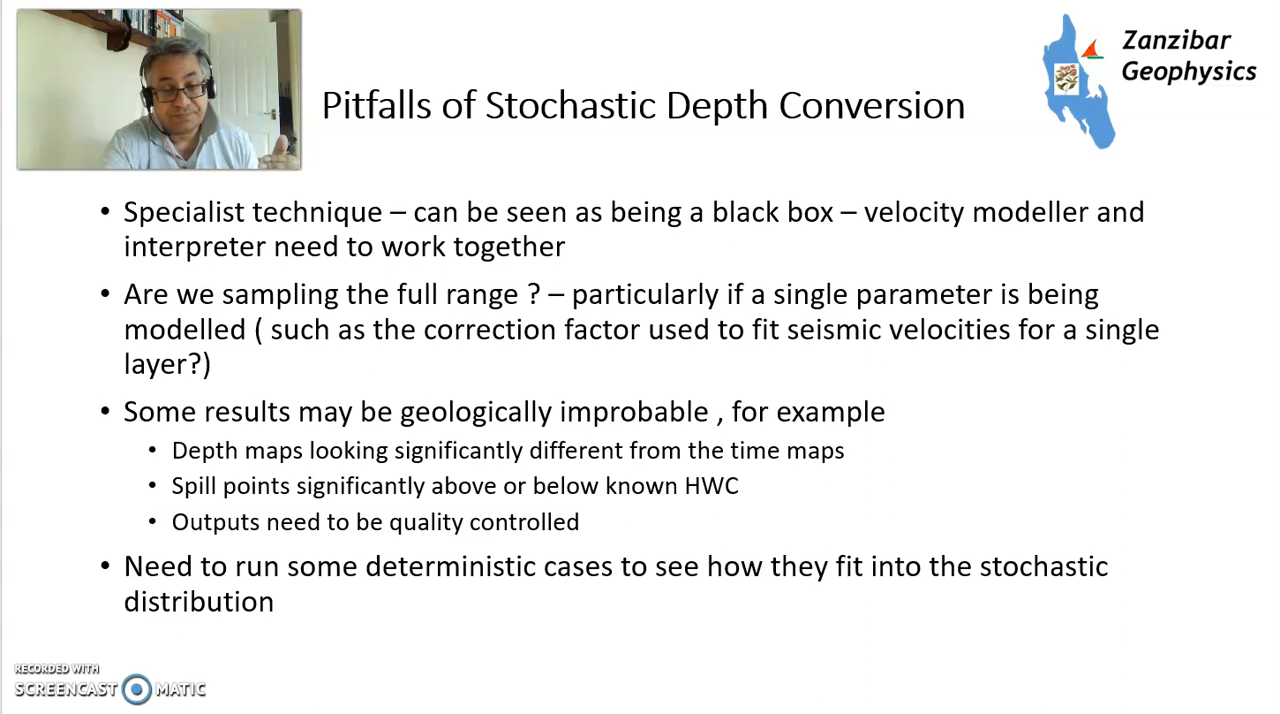 Zanzibar
Geophysics
Pitfalls of Stochastic Depth Conversion
• Specialist technique – can be seen as being a black box – velocity modeller and
interpreter need to work together
• Are we sampling the full range ? – particularly if a single parameter is being
modelled ( such as the correction factor used to fit seismic velocities for a single
layer?)
• Some results may be geologically improbable , for example
• Depth maps looking significantly different from the time maps
• Spill points significantly above or below known HWC
• Outputs need to be quality controlled
• Need to run some deterministic cases to see how they fit into the stochastic
distribution
RECORDED WITH
SCREENCAST MATIC